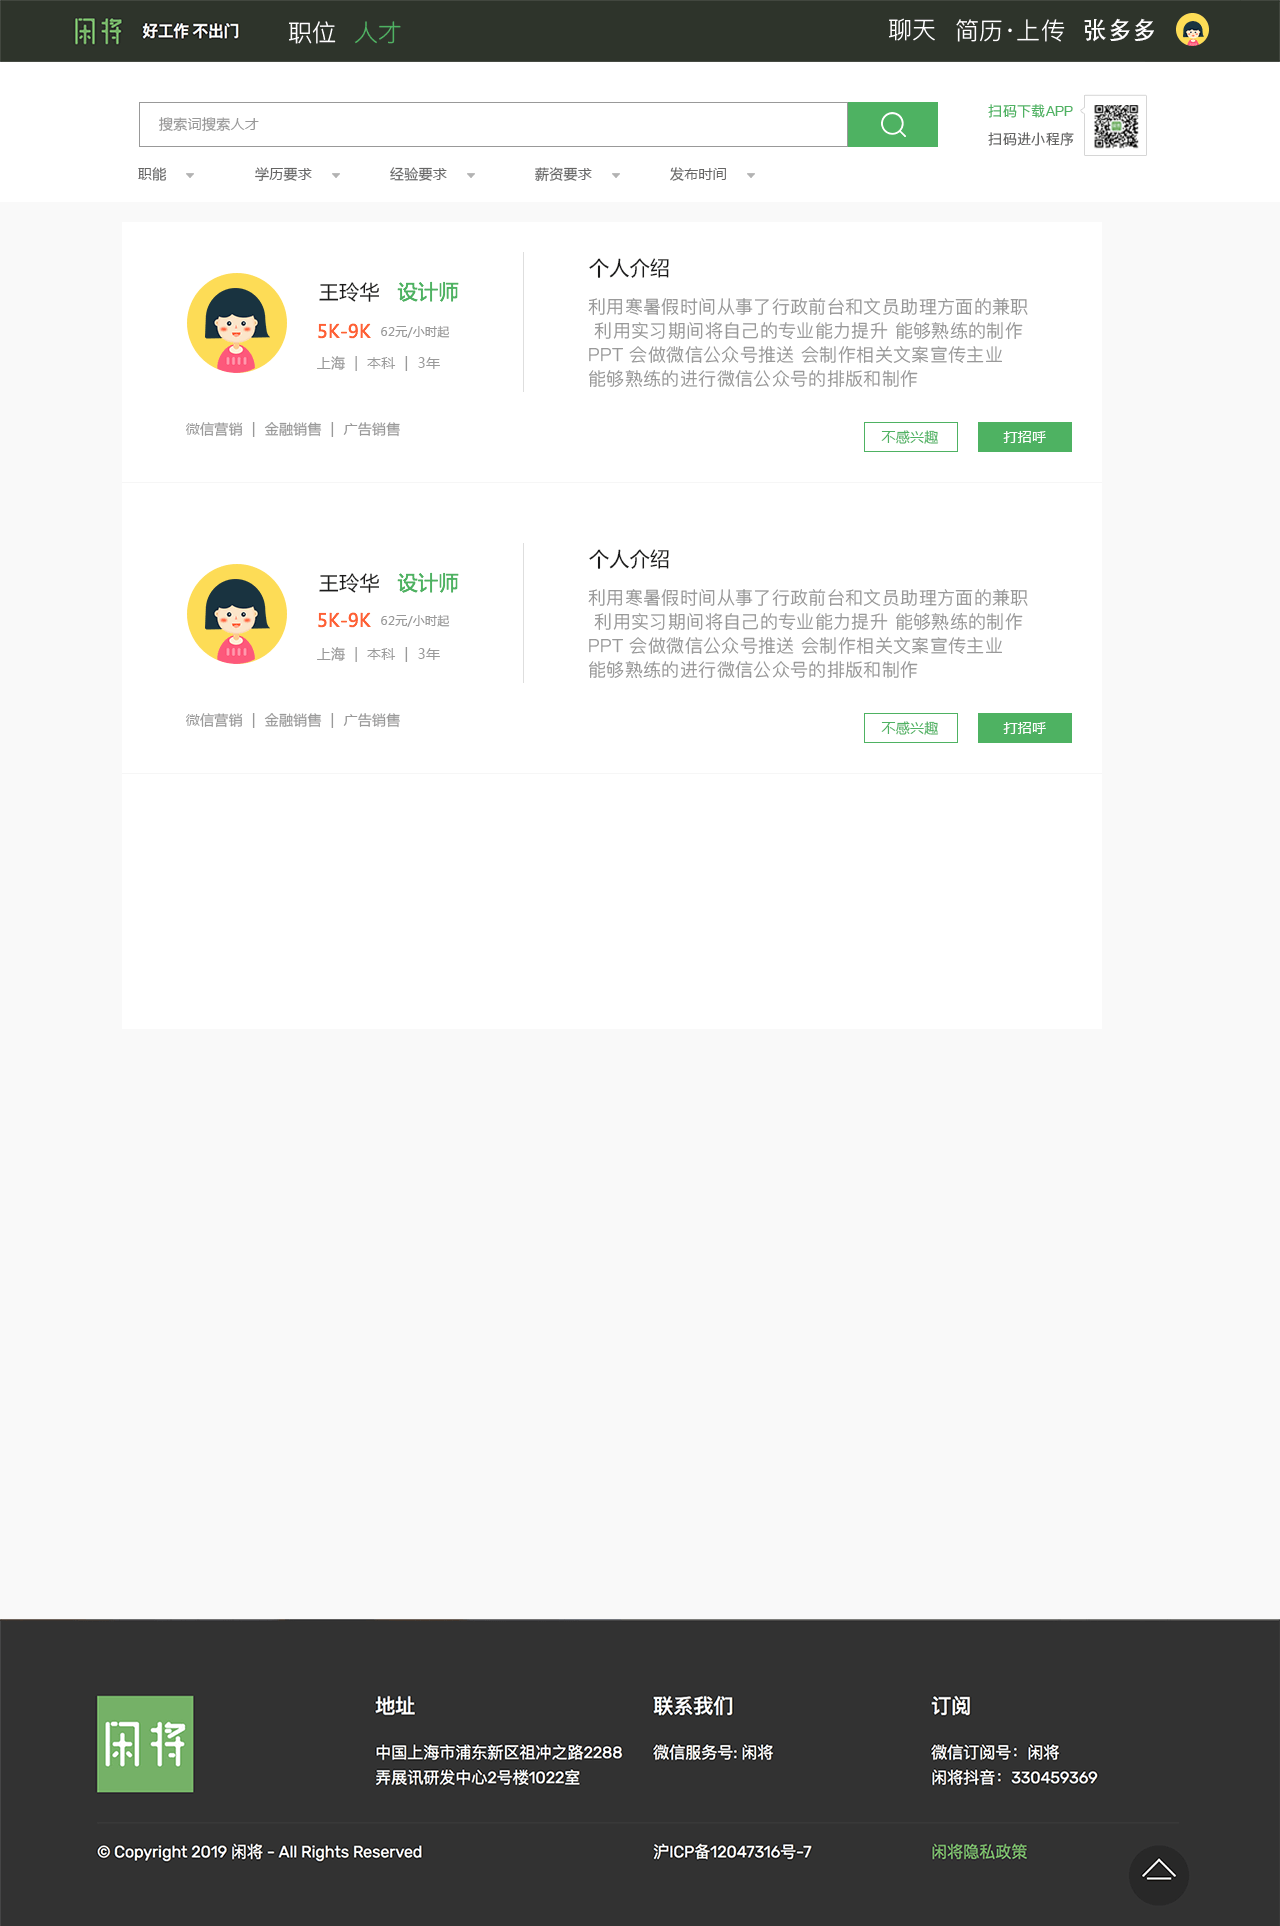 闲将 好工作 不出门 职位 人才 聊天 简历·上传 张多多
搜索词搜索人才
扫码下载APP
扫码进小程序
职能 学历要求 经验要求 薪资要求 发布时间
王玲华 设计师
5K-9K 62元/小时起
上海 | 本科 | 3年
微信营销 | 金融销售 | 广告销售
个人介绍
利用寒暑假时间从事了行政前台和文员助理方面的兼职
利用实习期间将自己的专业能力提升 能够熟练的制作
PPT 会做微信公众号推送 会制作相关文案宣传主业
能够熟练的进行微信公众号的排版和制作
不感兴趣 打招呼
王玲华 设计师
5K-9K 62元/小时起
上海 | 本科 | 3年
微信营销 | 金融销售 | 广告销售
个人介绍
利用寒暑假时间从事了行政前台和文员助理方面的兼职
利用实习期间将自己的专业能力提升 能够熟练的制作
PPT 会做微信公众号推送 会制作相关文案宣传主业
能够熟练的进行微信公众号的排版和制作
不感兴趣 打招呼
闲将
地址
中国上海市浦东新区祖冲之路2288
弄展讯研发中心2号楼1022室
联系我们
微信服务号: 闲将
订阅
微信订阅号：闲将
闲将抖音：330459369
© Copyright 2019 闲将 - All Rights Reserved
沪ICP备12047316号-7
闲将隐私政策